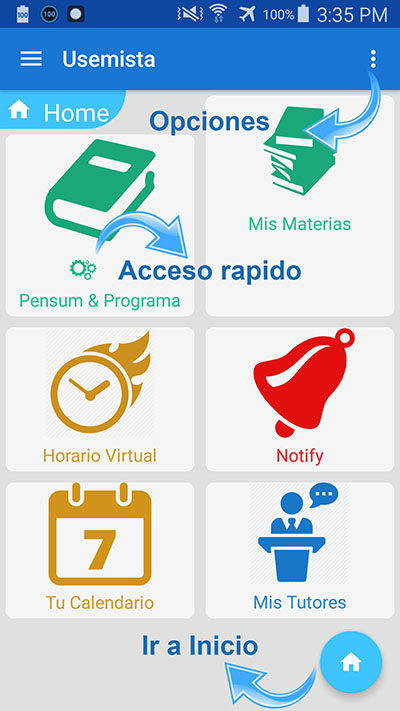 100 100 100% 3:35 PM
Usemista
Home
Opciones
Mis Materias
Acceso rapido
Pensum & Programa
Horario Virtual
Notify
7
Tu Calendario
Mis Tutores
Ir a Inicio